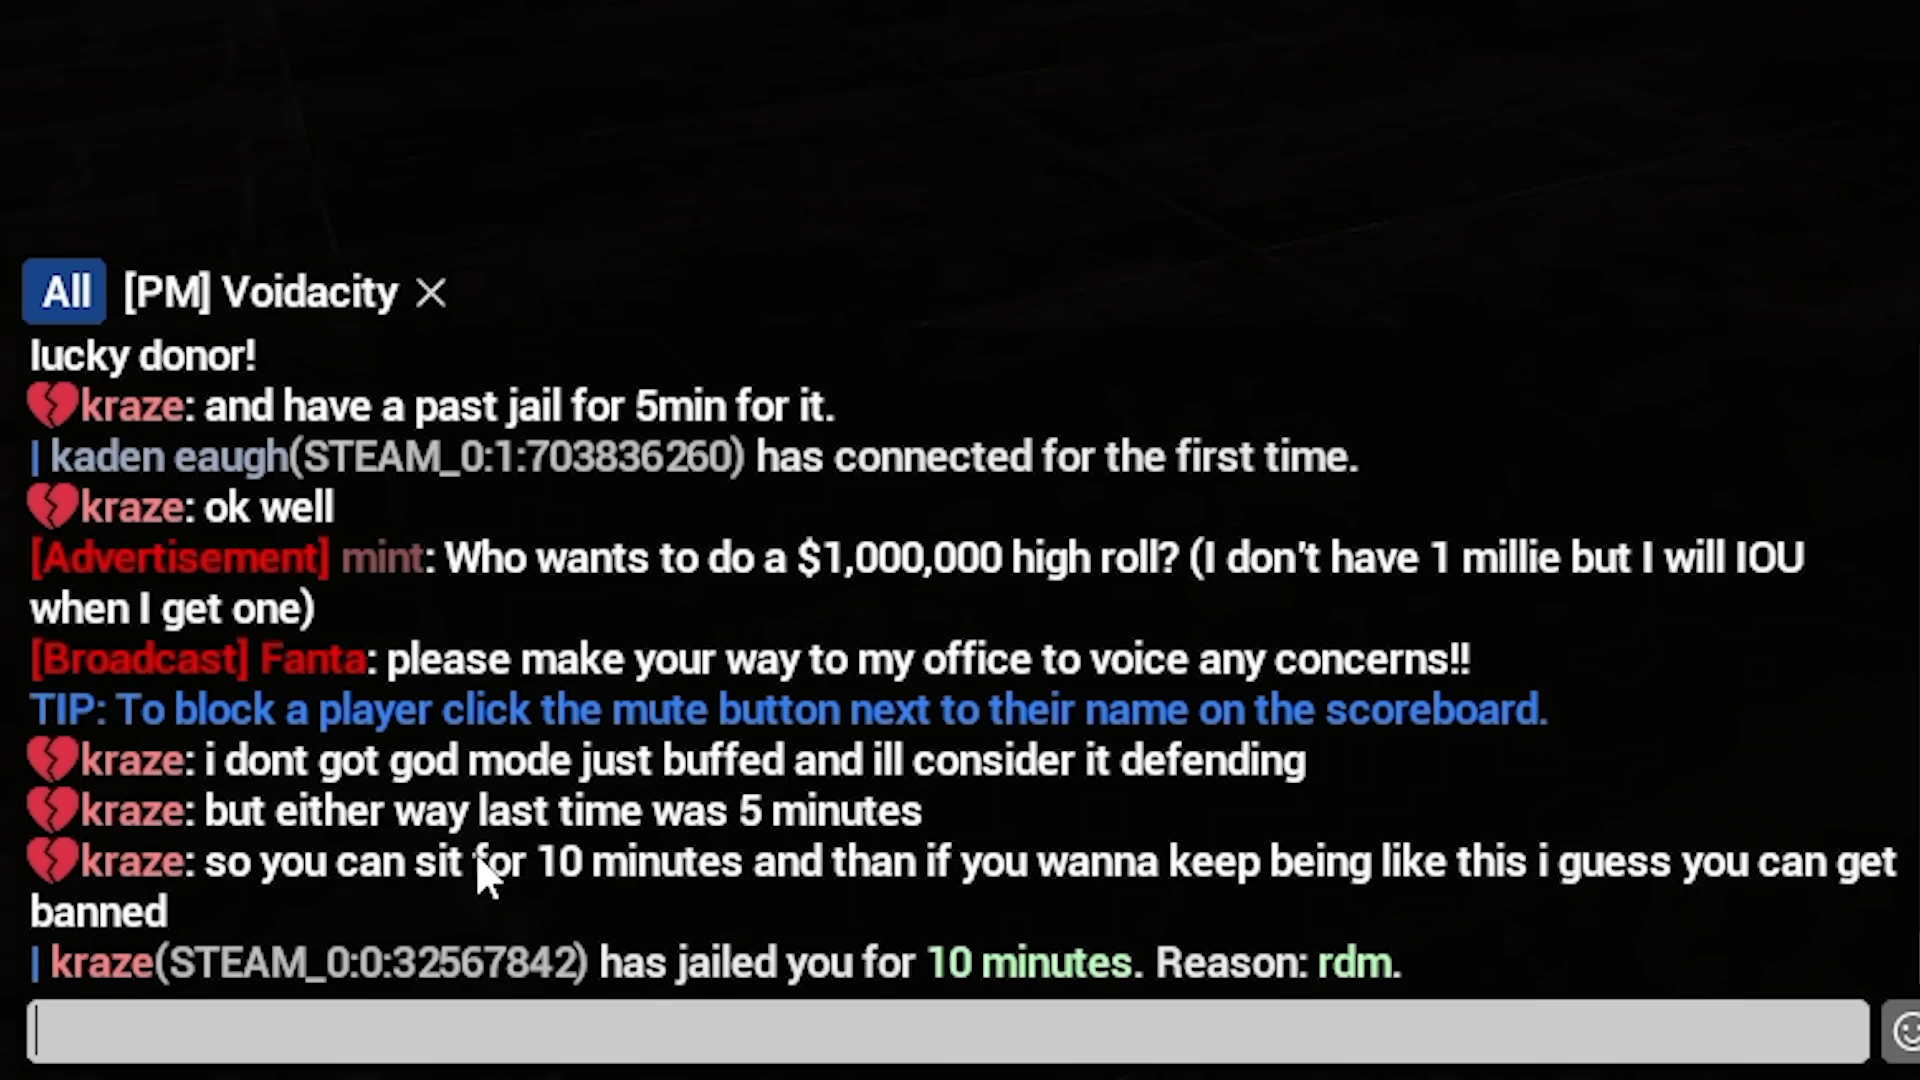 All [PM] Voidacity ×
lucky donor!
kraze: and have a past jail for 5min for it.
| kaden eaugh(STEAM_0:1:703836260) has connected for the first time.
kraze: ok well
[Advertisement] mint: Who wants to do a $1,000,000 high roll? (I don't have 1 millie but I will IOU
when I get one)
[Broadcast] Fanta: please make your way to my office to voice any concerns!!
TIP: To block a player click the mute button next to their name on the scoreboard.
kraze: i dont got god mode just buffed and ill consider it defending
kraze: but either way last time was 5 minutes
kraze: so you can sit for 10 minutes and than if you wanna keep being like this i guess you can get
banned
| kraze(STEAM_0:0:32567842) has jailed you for 10 minutes. Reason: rdm.